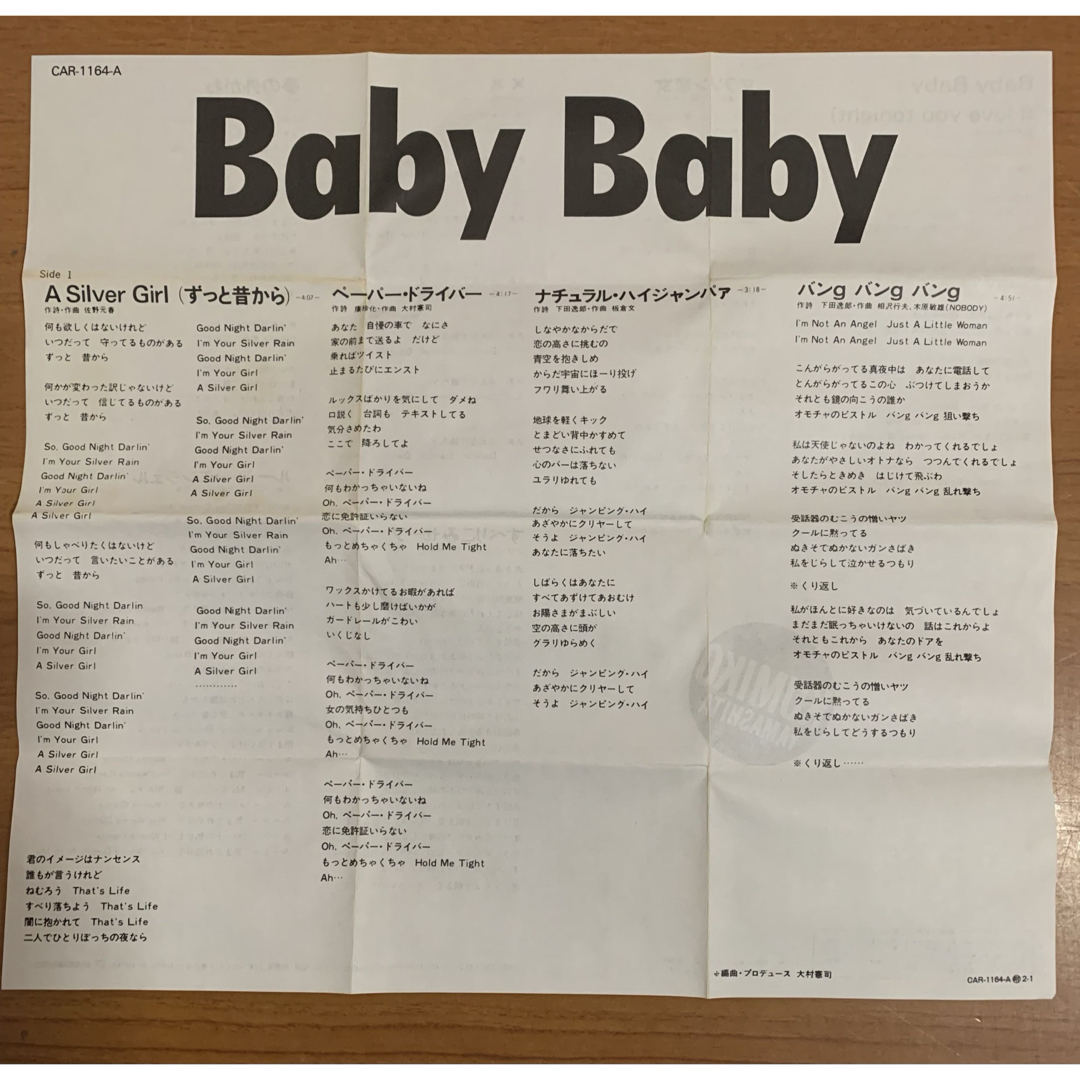 CAR-1164-A
Baby Baby
Side 1
A Silver Girl (ずっと昔から) -4:07-
作詩・作曲 佐野元春
何も欲しくはないけれど
いつだって 守ってるものがある
ずっと 昔から
何かが変わった訳じゃないけど
いつだって 信じてるものがある
ずっと 昔から
So, Good Night Darlin'
I'm Your Silver Rain
Good Night Darlin'
I'm Your Girl
A Silver Girl
A Silver Girl
何もしゃべりたくはないけど
いつだって 言いたいことがある
ずっと 昔から
So, Good Night Darlin
I'm Your Silver Rain
Good Night Darlin'
I'm Your Girl
A Silver Girl
So, Good Night Darlin'
I'm Your Silver Rain
Good Night Darlin'
I'm Your Girl
A Silver Girl
A Silver Girl
君のイメージはナンセンス
誰もが言うけれど
ねむろう That's Life
すべり落ちよう That's Life
闇に抱かれて That's Life
二人でひとりぼっちの夜なら
Good Night Darlin'
I'm Your Silver Rain
Good Night Darlin'
I'm Your Girl
A Silver Girl
So, Good Night Darlin'
I'm Your Silver Rain
Good Night Darlin'
I'm Your Girl
A Silver Girl
A Silver Girl
So, Good Night Darlin'
I'm Your Silver Rain
Good Night Darlin'
I'm Your Girl
A Silver Girl
Good Night Darlin'
I'm Your Silver Rain
Good Night Darlin'
I'm Your Girl
A Silver Girl
…………
ペーパー・ドライバー -4:17-
作詩 康珍化・作曲 大村憲司
あなた 自慢の車で なにさ
家の前まで送るよ だけど
乗ればツイスト
止まるたびにエンスト
ルックスばかりを気にして ダメね
口説く 台詞も テキストしてる
気分さめたわ
ここで 降ろしてよ
ペーパー・ドライバー
何もわかっちゃいないね
Oh, ペーパー・ドライバー
恋に免許証いらない
Oh, ペーパー・ドライバー
もっとめちゃくちゃ Hold Me Tight
Ah…
ワックスかけてるお暇があれば
ハートも少し磨けばいかが
ガードレールがこわい
いくじなし
ペーパー・ドライバー
何もわかっちゃいないね
Oh, ペーパー・ドライバー
女の気持ちひとつも
Oh, ペーパー・ドライバー
もっとめちゃくちゃ Hold Me Tight
Ah…
ペーパー・ドライバー
何もわかっちゃいないね
Oh, ペーパー・ドライバー
恋に免許証いらない
Oh, ペーパー・ドライバー
もっとめちゃくちゃ Hold Me Tight
Ah…
ナチュラル・ハイジャンパァ -3:18-
作詩 下田逸郎・作曲 板倉文
しなやかなからだで
恋の高さに挑むの
青空を抱きしめ
からだ宇宙にほーり投げ
フワリ舞い上がる
地球を軽くキック
とまどい背中かすめて
せつなさにふれても
心のバーは落ちない
ユラリゆれても
だから ジャンピング・ハイ
あざやかにクリヤーして
そうよ ジャンピング・ハイ
あなたに落ちたい
しばらくはあなたに
すべてあずけてあおむけ
お陽さまがまぶしい
空の高さに頭が
グラリゆらめく
だから ジャンピング・ハイ
あざやかにクリヤーして
そうよ ジャンピング・ハイ
バンg バンg バンg -4:51-
作詩 下田逸郎・作曲 相沢行夫、木原敏雄(NOBODY)
I'm Not An Angel Just A Little Woman
I'm Not An Angel Just A Little Woman
こんがらがってる真夜中は あなたに電話して
とんがらがてるこの心 ぶつけてしまおうか
それとも鏡の向こうの誰か
オモチャのピストル バンg バンg 狙い撃ち
私は天使じゃないのよね わかってくれるでしょ
あなたがやさしいオトナなら つつんでくれるでしょ
そしたらときめき はじけて飛ぶわ
オモチャのピストル バンg バンg 乱れ撃ち
受話器のむこうの憎いヤツ
クールに黙ってる
ぬきそでぬかないガンさばき
私をじらして泣かせるつもり
※くり返し
私がほんとに好きなのは 気づいているんでしょ
まだまだ眠っちゃいけないの 話はこれからよ
それともこれから あなたのドアを
オモチャのピストル バンg バンg 乱れ撃ち
受話器のむこうの憎いヤツ
クールに黙ってる
ぬきそでぬかないガンさばき
私をじらしてどうするつもり
※くり返し……
※編曲・プロデュース 大村憲司
CAR-1164-A 2-1